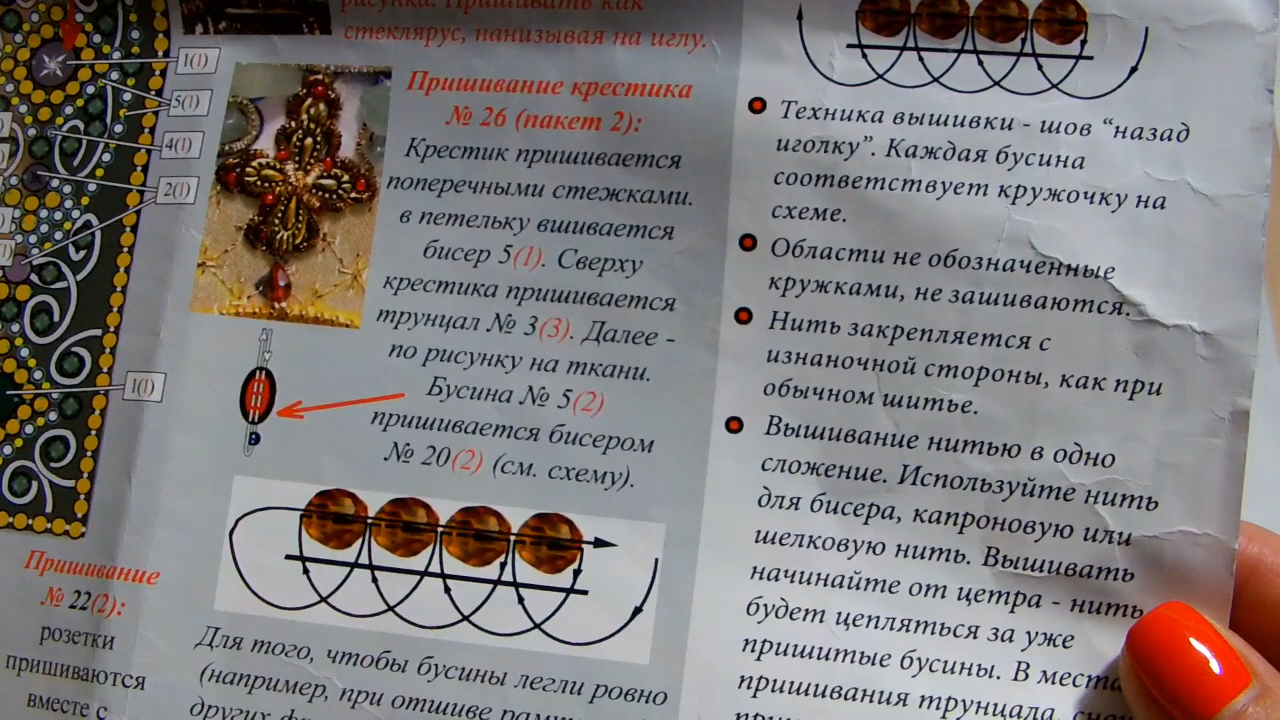 рисунка. Пришивать как
стеклярус, нанизывая на иглу.
1(1)
5(1)
4(1)
2(1)
1(1)
Пришивание
№ 22(2):
розетки
пришиваются
вместе с
Пришивание крестика
№ 26 (пакет 2):
Крестик пришивается
поперечными стежками.
в петельку вшивается
бисер 5(1). Сверху
крестика пришивается
трунцал № 3(3). Далее -
по рисунку на ткани.
Бусина № 5(2)
пришивается бисером
№ 20(2) (см. схему).
Для того, чтобы бусины легли ровно
(например, при отшиве
других
Техника вышивки - шов “назад
иголку”. Каждая бусина
соответствует кружочку на
схеме.
Области не обозначенные
кружками, не зашиваются.
Нить закрепляется с
изнаночной стороны, как при
обычном шитье.
Вышивание нитью в одно
сложение. Используйте нить
для бисера, капроновую или
шелковую нить. Вышивать
начинайте от цетра - нить
будет цепляться за уже
пришитые бусины. В места
пришивания трунцала,